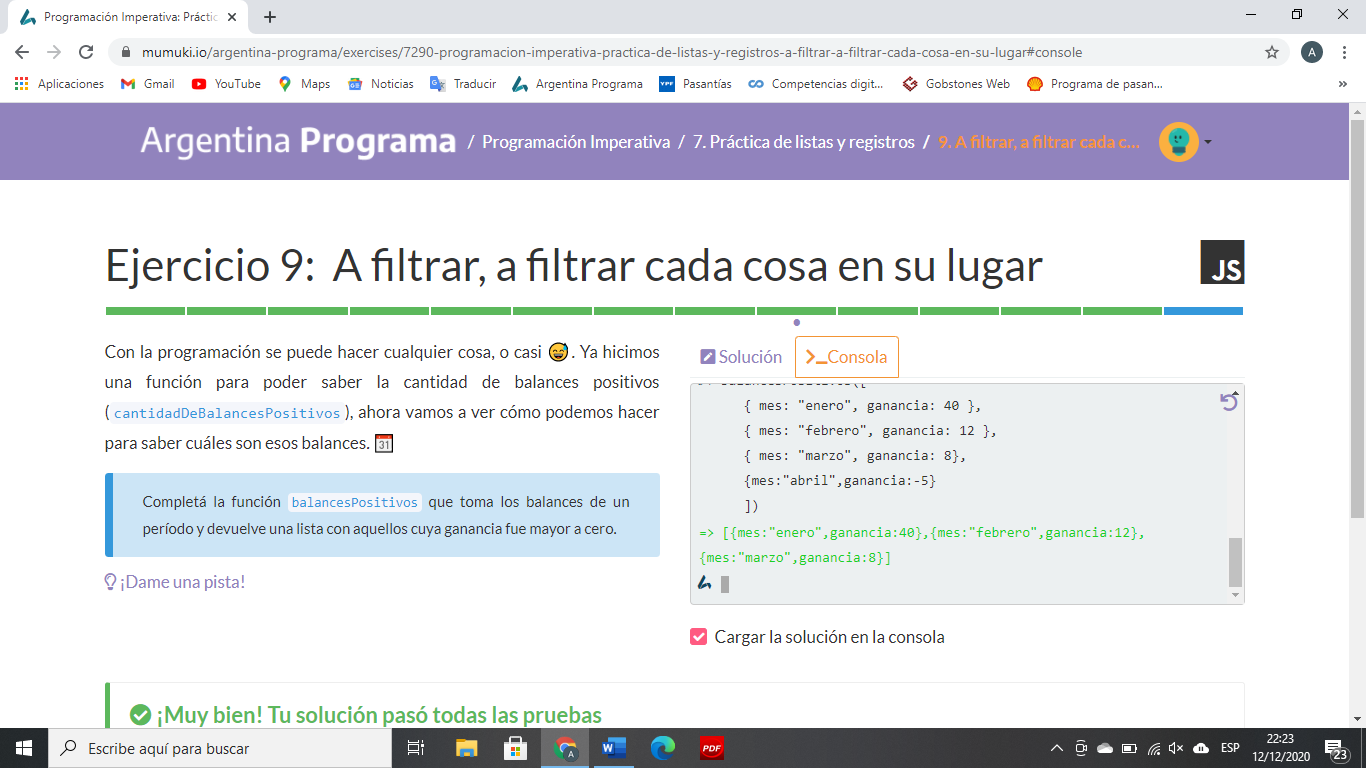 Programación Imperativa: Práctic
mumuki.io/argentina-programa/exercises/7290-programacion-imperativa-practica-de-listas-y-registros-a-filtrar-a-filtrar-cada-cosa-en-su-lugar#console
A
Aplicaciones Gmail YouTube Maps Noticias Traducir Argentina Programa YPF Pasantías Competencias digit... Gobstones Web Programa de pasan... »
Argentina Programa / Programación Imperativa / 7. Práctica de listas y registros / 9. A filtrar, a filtrar cada c...
Ejercicio 9: A filtrar, a filtrar cada cosa en su lugar
JS
Con la programación se puede hacer cualquier cosa, o casi 😅. Ya hicimos
una función para poder saber la cantidad de balances positivos
(cantidadDeBalancesPositivos), ahora vamos a ver cómo podemos hacer
para saber cuáles son esos balances. 📅
Completá la función balancesPositivos que toma los balances de un
período y devuelve una lista con aquellos cuya ganancia fue mayor a cero.
¡Dame una pista!
Solución
Consola
{ mes: "enero", ganancia: 40 },
{ mes: "febrero", ganancia: 12 },
{ mes: "marzo", ganancia: 8},
{mes:"abril",ganancia:-5}
])
=> [{mes:"enero",ganancia:40},{mes:"febrero",ganancia:12},
{mes:"marzo",ganancia:8}]
Cargar la solución en la consola
¡Muy bien! Tu solución pasó todas las pruebas
Escribe aquí para buscar
PDF
ESP
22:23
12/12/2020
23